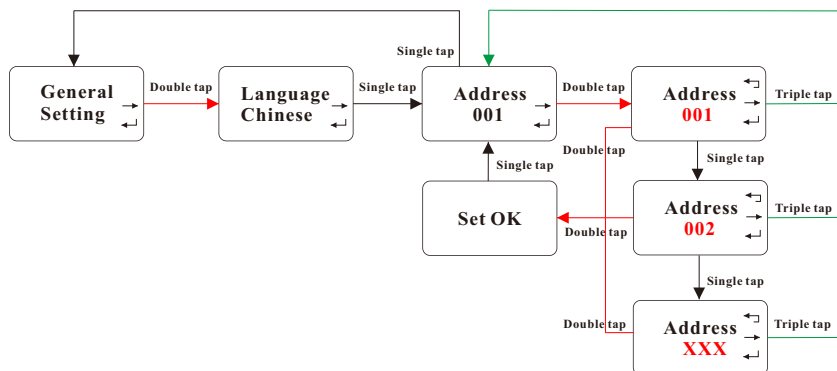 Single tap
General
Setting
Double tap
Language
Chinese
Single tap
Address
001
Double tap
Address
001
Triple tap
Double tap
Single tap
Single tap
Set OK
Double tap
Address
002
Triple tap
Single tap
Double tap
Address
XXX
Triple tap